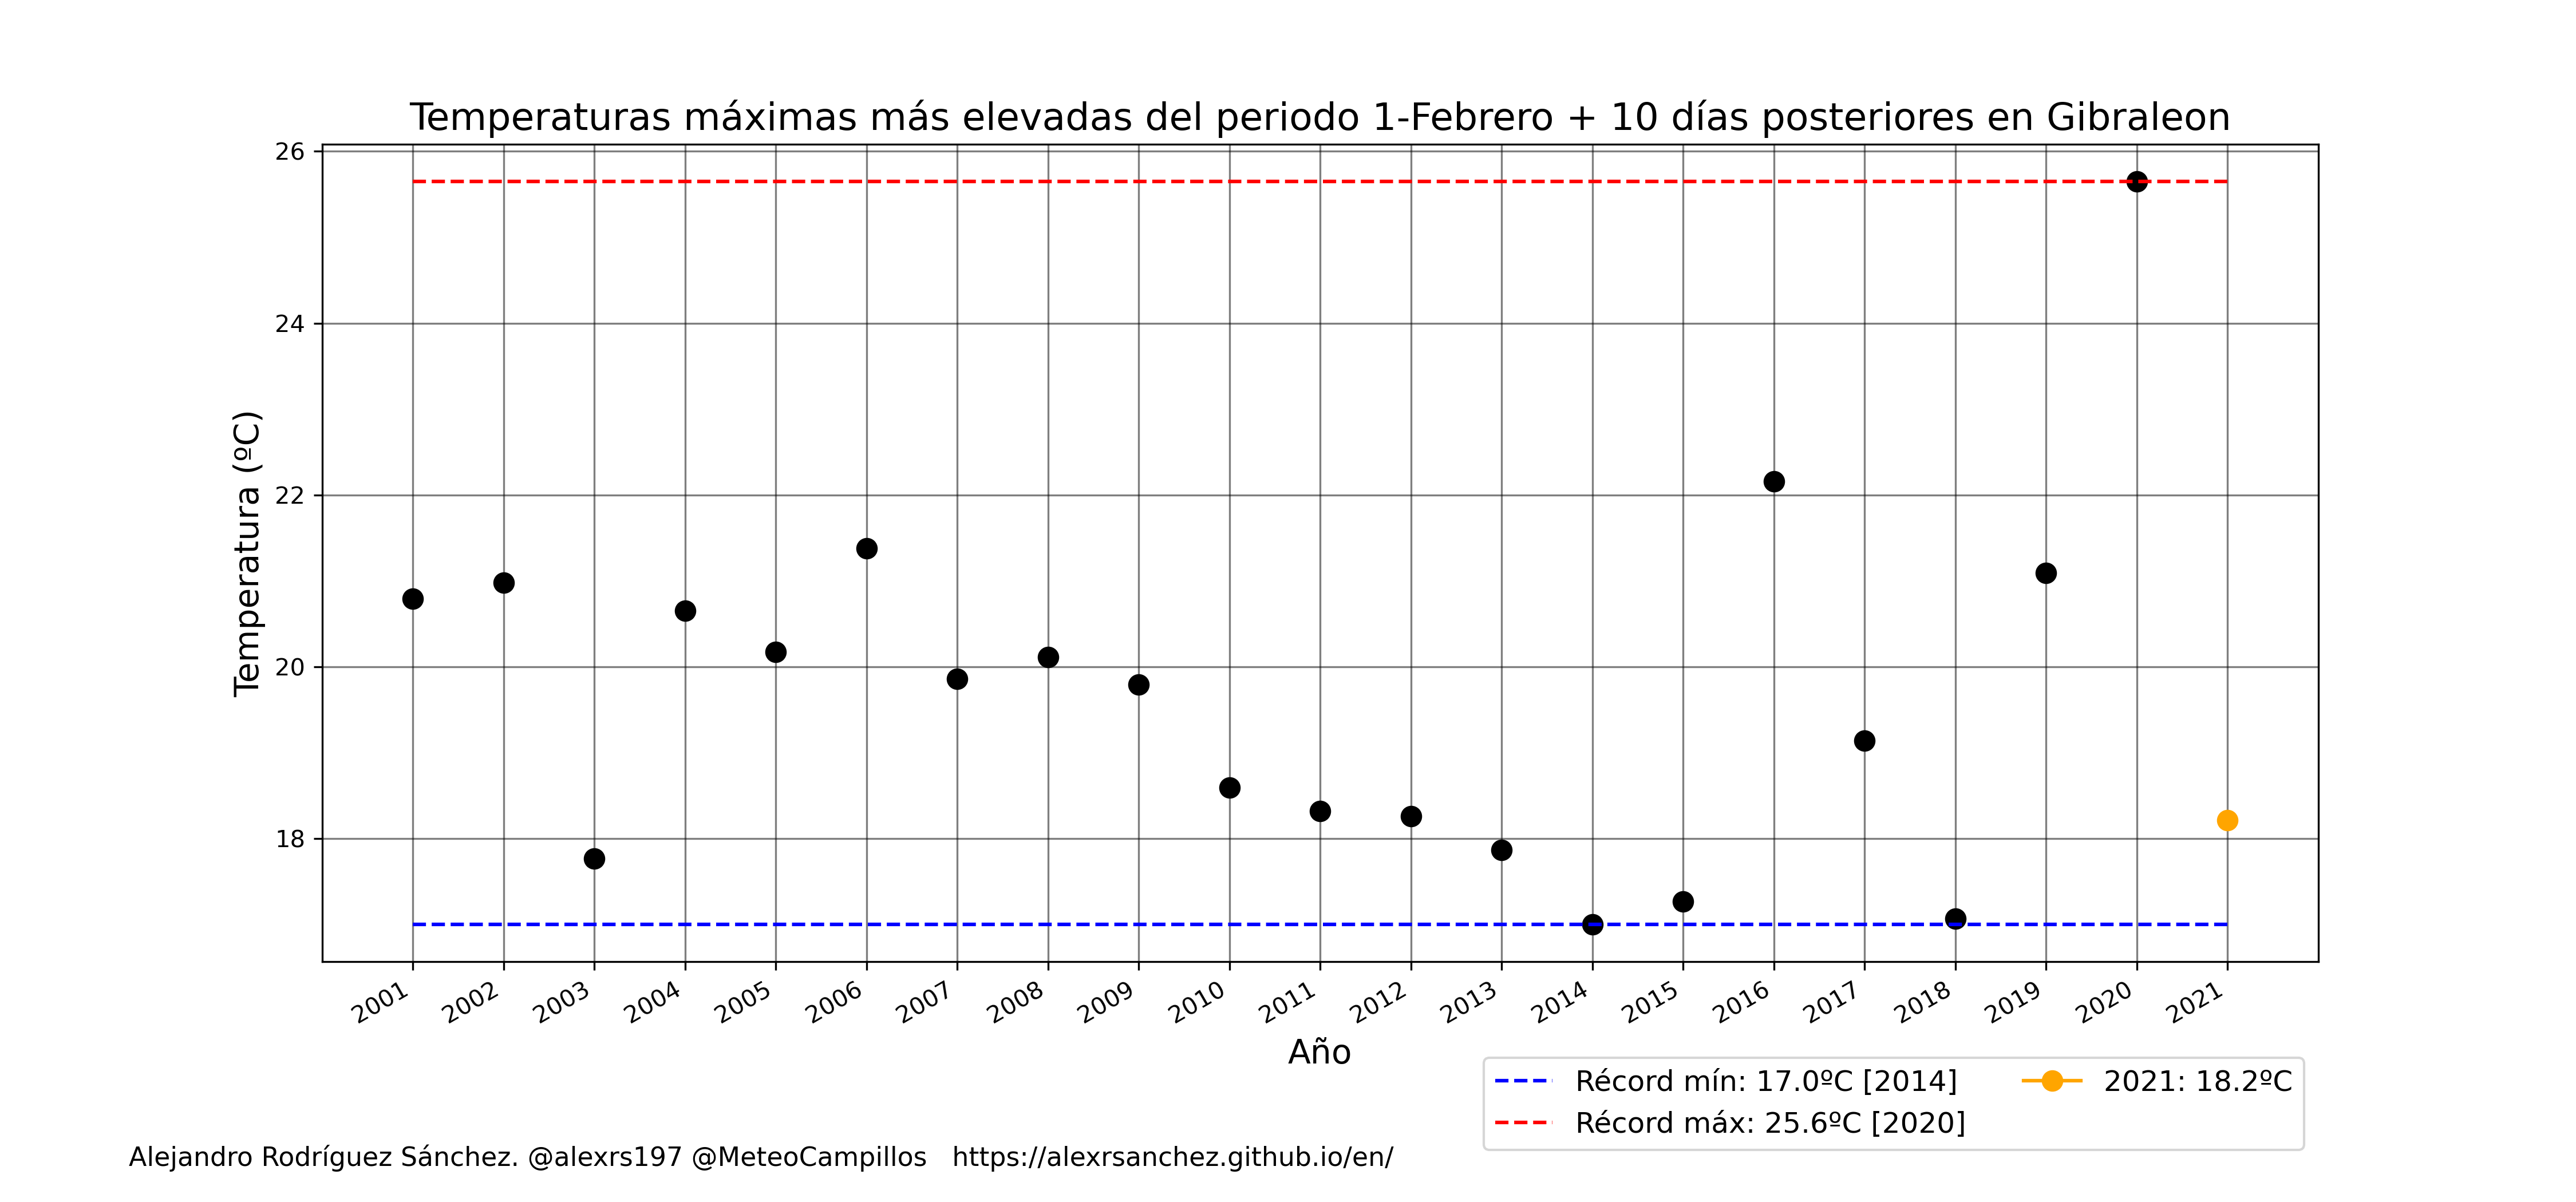 Temperaturas máximas más elevadas del periodo 1-Febrero + 10 días posteriores en Gibraleon
Temperatura (ºC)
26
24
22
20
18
2001 2002 2003 2004 2005 2006 2007 2008 2009 2010 2011 2012 2013 2014 2015 2016 2017 2018 2019 2020 2021
Año
Récord mín: 17.0ºC [2014]
Récord máx: 25.6ºC [2020]
2021: 18.2ºC
Alejandro Rodríguez Sánchez. @alexrs197 @MeteoCampillos https://alexrsanchez.github.io/en/